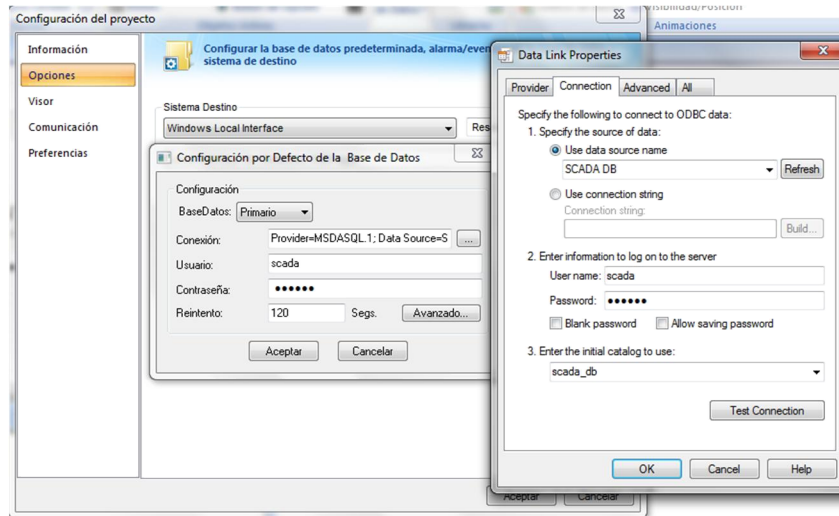 Configuración del proyecto
Información
Opciones
Visor
Comunicación
Preferencias
Configurar la base de datos predeterminada, alarma/even
sistema de destino
Sistema Destino
Windows Local Interface
Res
Configuración por Defecto de la Base de Datos
Configuración
BaseDatos: Primario
Conexión: Provider=MSDASQL.1; Data Source=S ...
Usuario: scada
Contraseña: ●●●●●●
Reintento: 120 Segs. Avanzado...
Aceptar Cancelar
Aceptar Cancelar
Animaciones
Data Link Properties
Provider Connection Advanced All
Specify the following to connect to ODBC data:
1. Specify the source of data:
Use data source name
SCADA DB Refresh
Use connection string
Connection string:
Build...
2. Enter information to log on to the server
User name: scada
Password: ●●●●●●
Blank password Allow saving password
3. Enter the initial catalog to use:
scada_db
Test Connection
OK Cancel Help